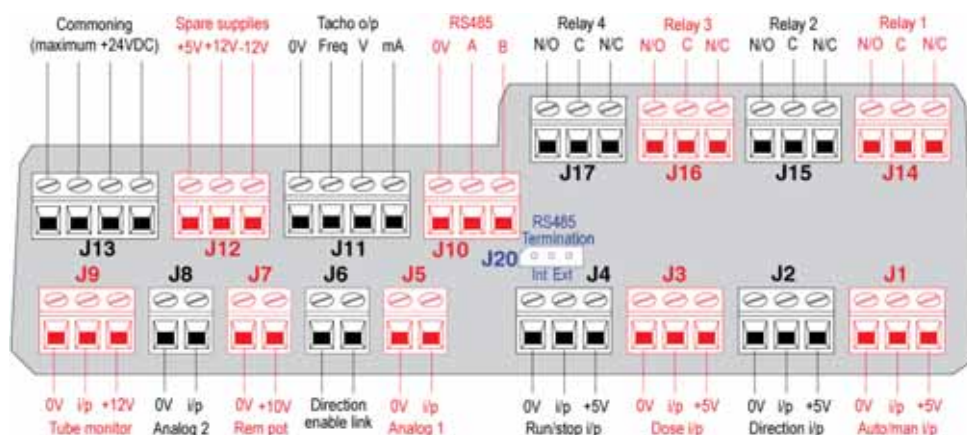 Commoning Spare supplies Tacho o/p RS485 Relay 4 Relay 3 Relay 2 Relay 1
(maximum +24VDC) +5V +12V -12V 0V Freq V mA 0V A B N/O C N/C N/O C N/C N/O C N/C N/O C N/C
J17 J16 J15 J14
J13 J12 J11 J10
RS485
Termination
J20
Int Ext
J9 J8 J7 J6 J5 J4 J3 J2 J1
0V i/p +12V 0V i/p 0V +10V Direction 0V i/p 0V i/p +5V 0V i/p +5V 0V i/p +5V 0V i/p +5V
Tube monitor Analog 2 Rem pot enable link Analog 1 Run/stop i/p Dose i/p Direction i/p Auto/man i/p